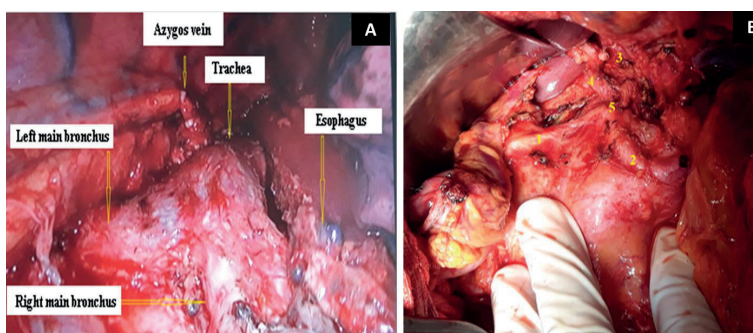 Azygos vein
A
Trachea
Esophagus
Left main bronchus
Right main bronchus
B
3
4
5
1
2